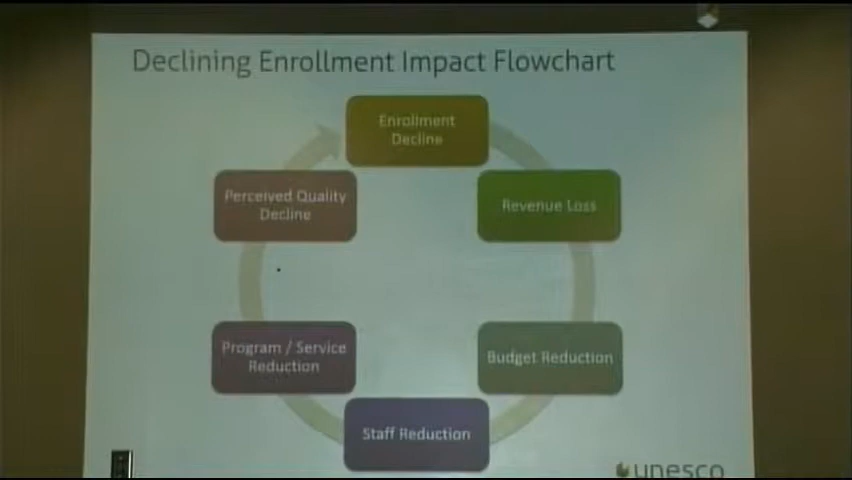 Declining Enrollment Impact Flowchart
Enrollment
Decline
Revenue Loss
Budget Reduction
Staff Reduction
Program / Service
Reduction
Perceived Quality
Decline
unesco